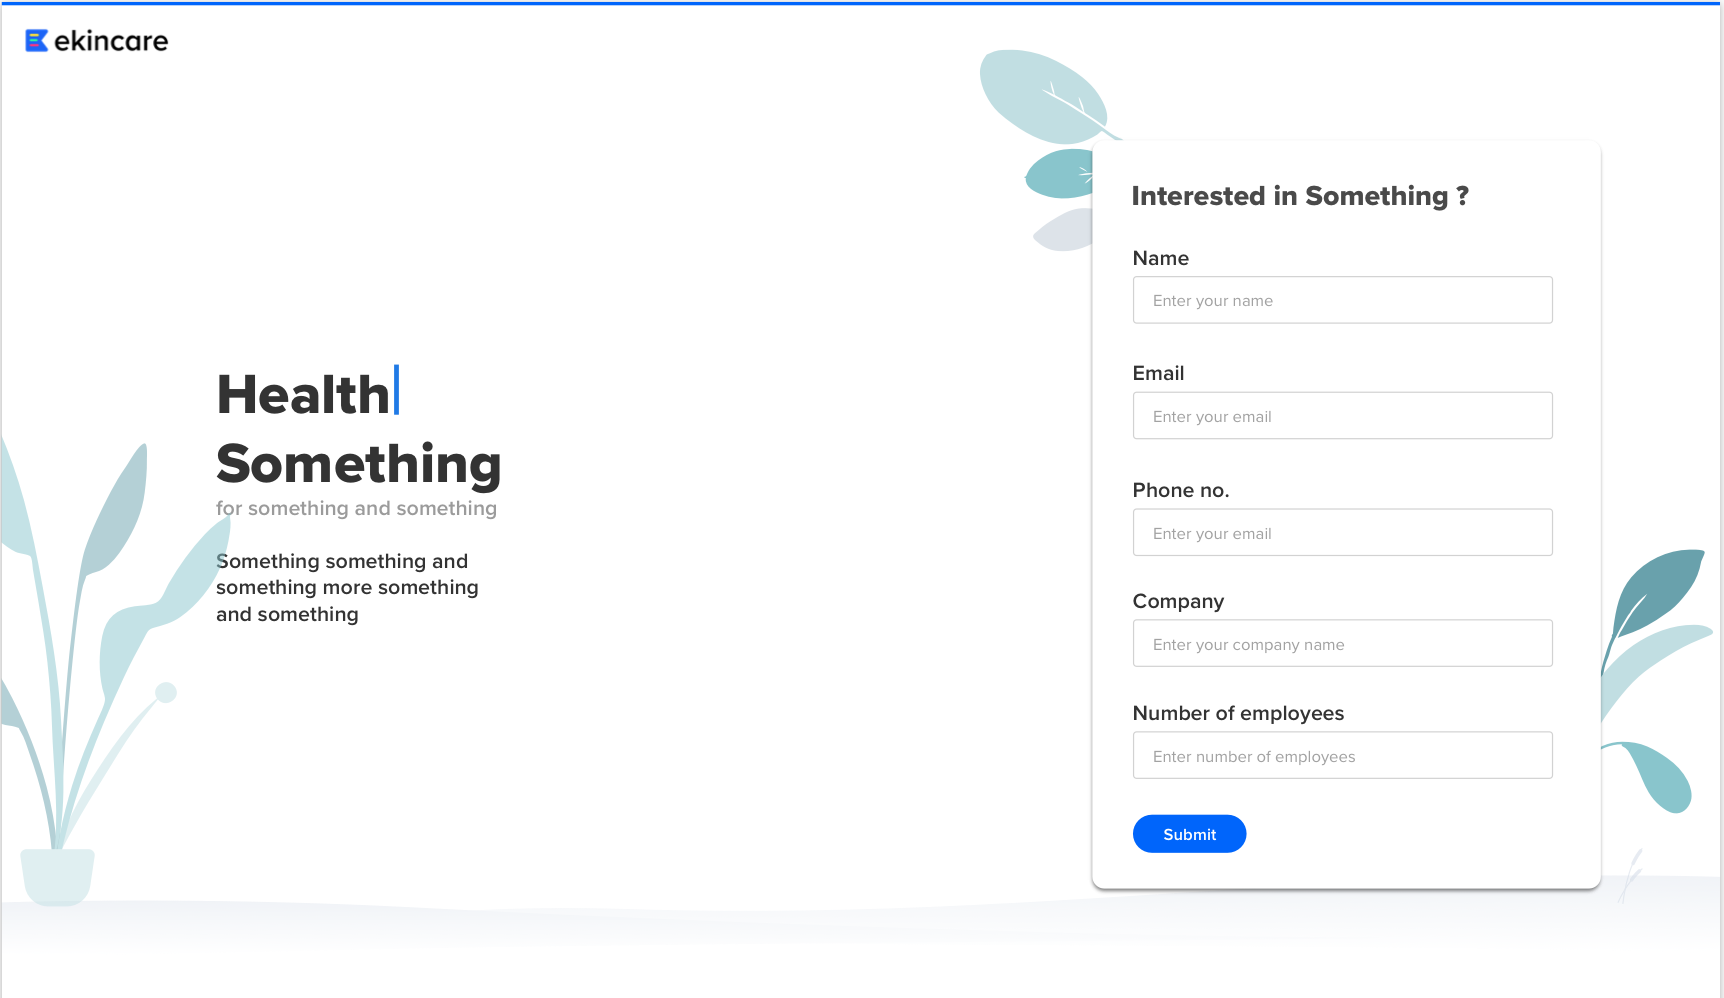 ekincare
Health
Something
for something and something
Something something and
something more something
and something
Interested in Something ?
Name
Enter your name
Email
Enter your email
Phone no.
Enter your email
Company
Enter your company name
Number of employees
Enter number of employees
Submit